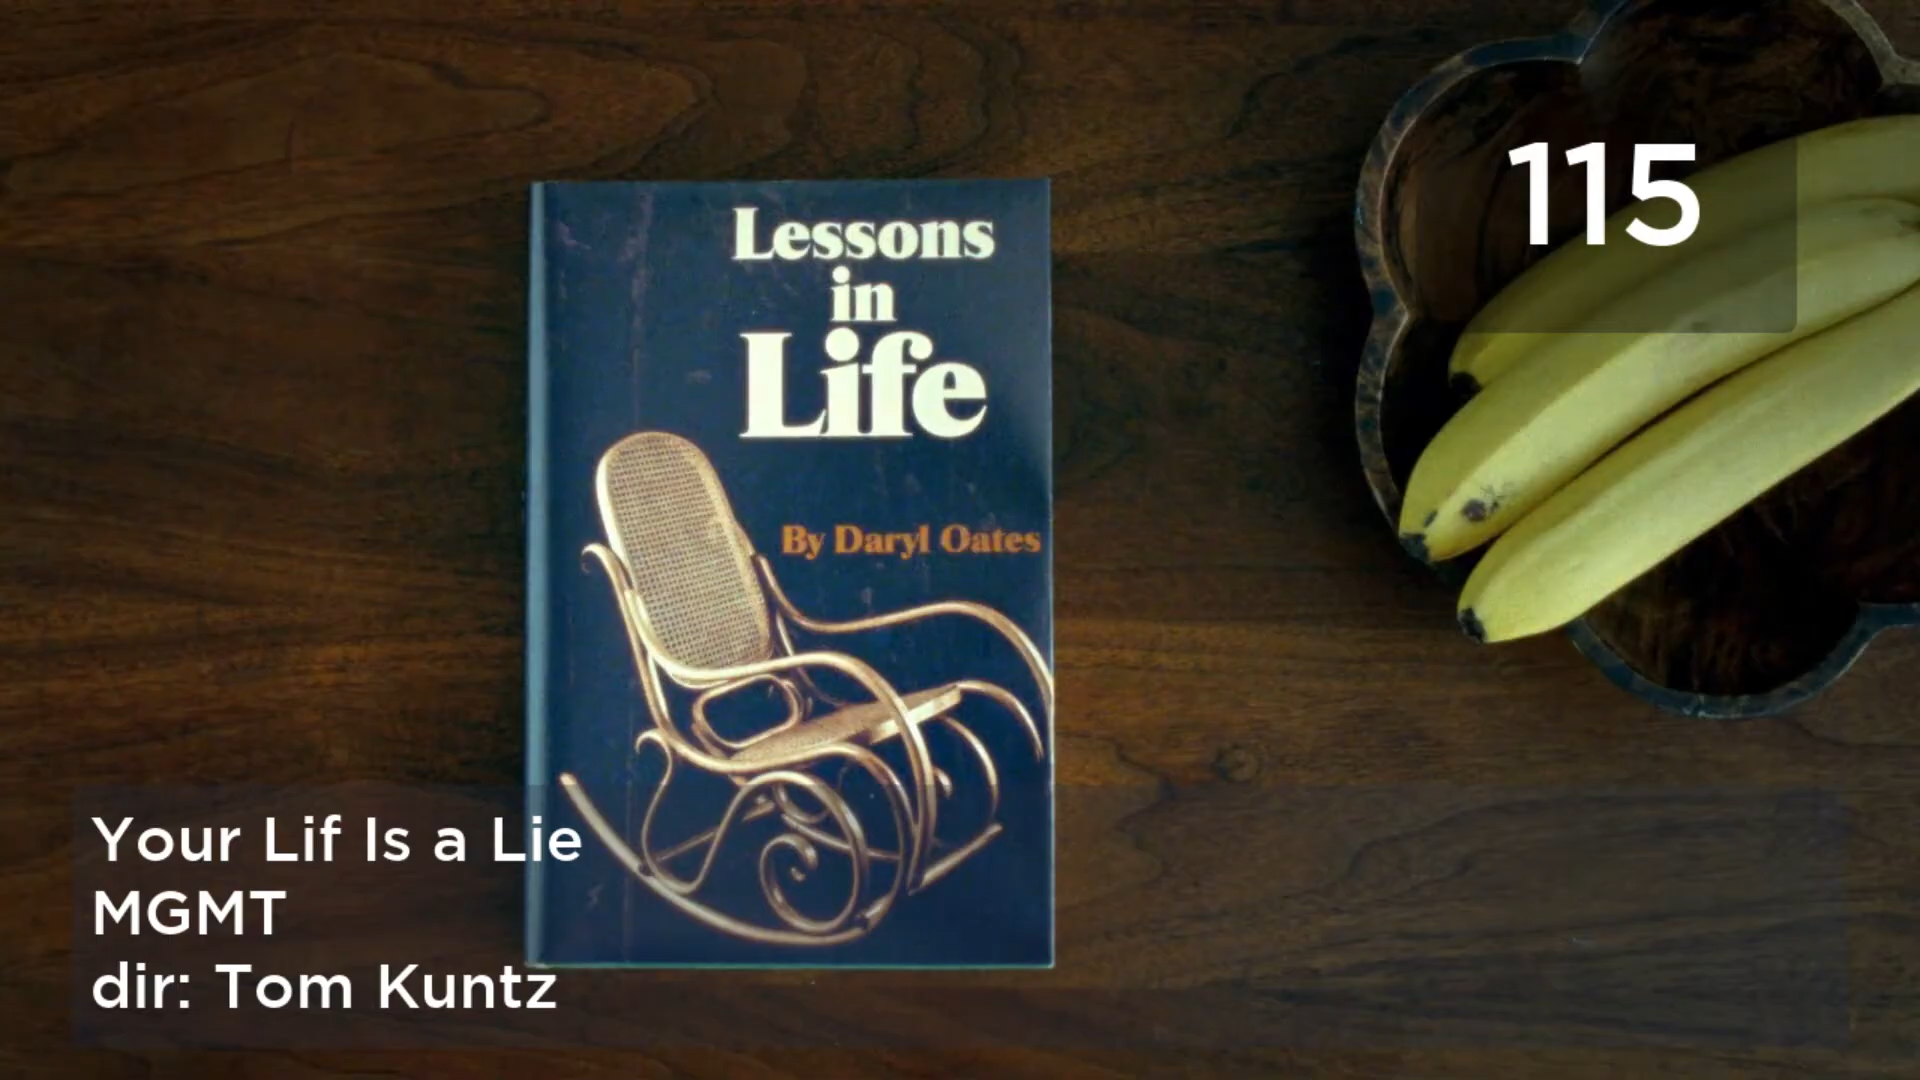 115
Lessons
in
Life
By Daryl Oates
Your Lif Is a Lie
MGMT
dir: Tom Kuntz